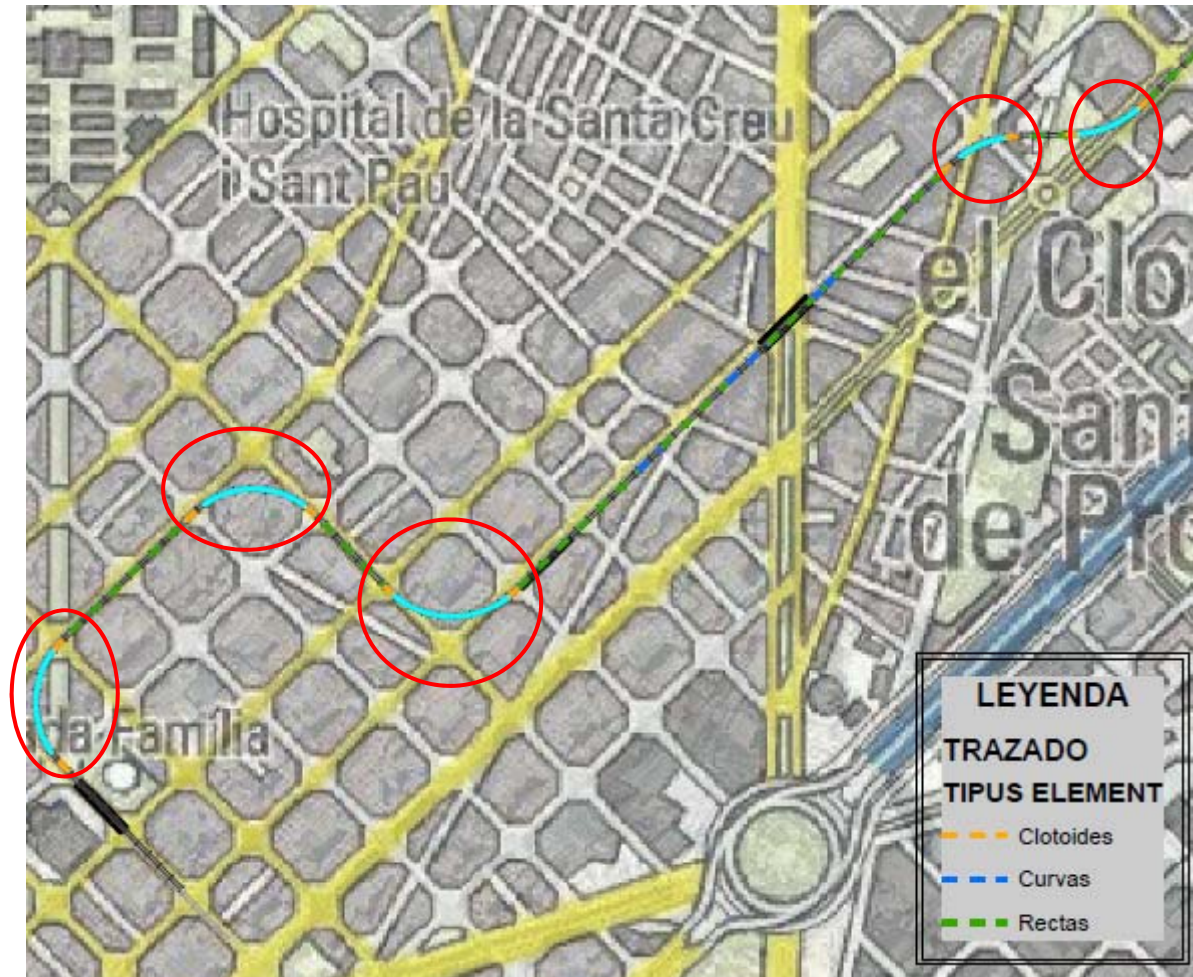 Hospital de la Santa Creu
i Sant Pau
el Clo
San
de Pro
da Família
LEYENDA
TRAZADO
TIPUS ELEMENT
Clotoides
Curvas
Rectas